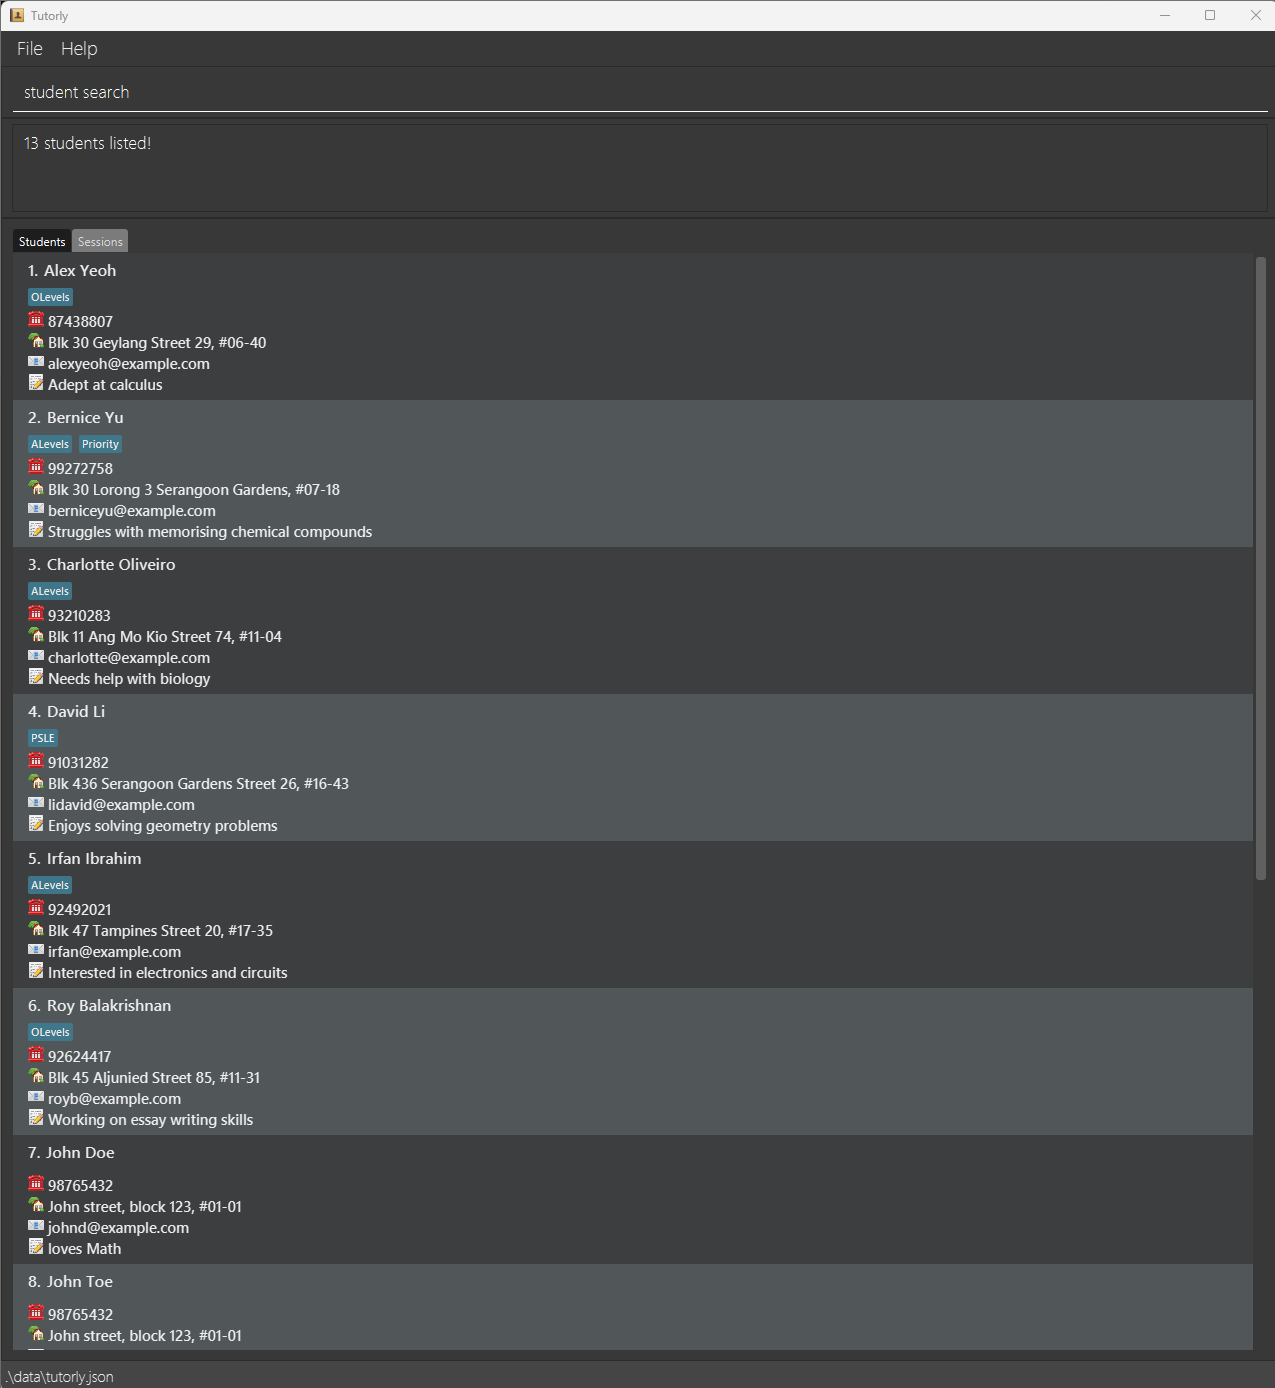 Tutorly
File Help
student search
13 students listed!
Students Sessions
1. Alex Yeoh
OLevels
87438807
Blk 30 Geylang Street 29, #06-40
alexyeoh@example.com
Adept at calculus
2. Bernice Yu
ALevels Priority
99272758
Blk 30 Lorong 3 Serangoon Gardens, #07-18
berniceyu@example.com
Struggles with memorising chemical compounds
3. Charlotte Oliveiro
ALevels
93210283
Blk 11 Ang Mo Kio Street 74, #11-04
charlotte@example.com
Needs help with biology
4. David Li
PSLE
91031282
Blk 436 Serangoon Gardens Street 26, #16-43
lidavid@example.com
Enjoys solving geometry problems
5. Irfan Ibrahim
ALevels
92492021
Blk 47 Tampines Street 20, #17-35
irfan@example.com
Interested in electronics and circuits
6. Roy Balakrishnan
OLevels
92624417
Blk 45 Aljunied Street 85, #11-31
royb@example.com
Working on essay writing skills
7. John Doe
98765432
John street, block 123, #01-01
johnd@example.com
loves Math
8. John Toe
98765432
John street, block 123, #01-01
.\data\tutorly.json